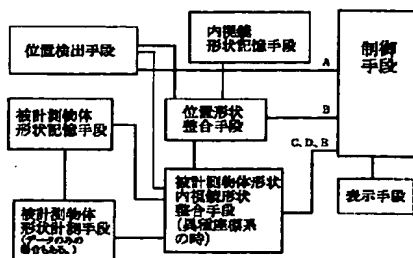 内視鏡
形状記憶手段
位置検出手段
制御
手段
A
位置形状
整合手段
B
被計測物体
形状記憶手段
C, D, E
被計測物体形状
内視鏡形状
整合手段
(異種座標系
の時)
表示手段
被計測物体
形状計測手段
(データのみの
場合もある。)